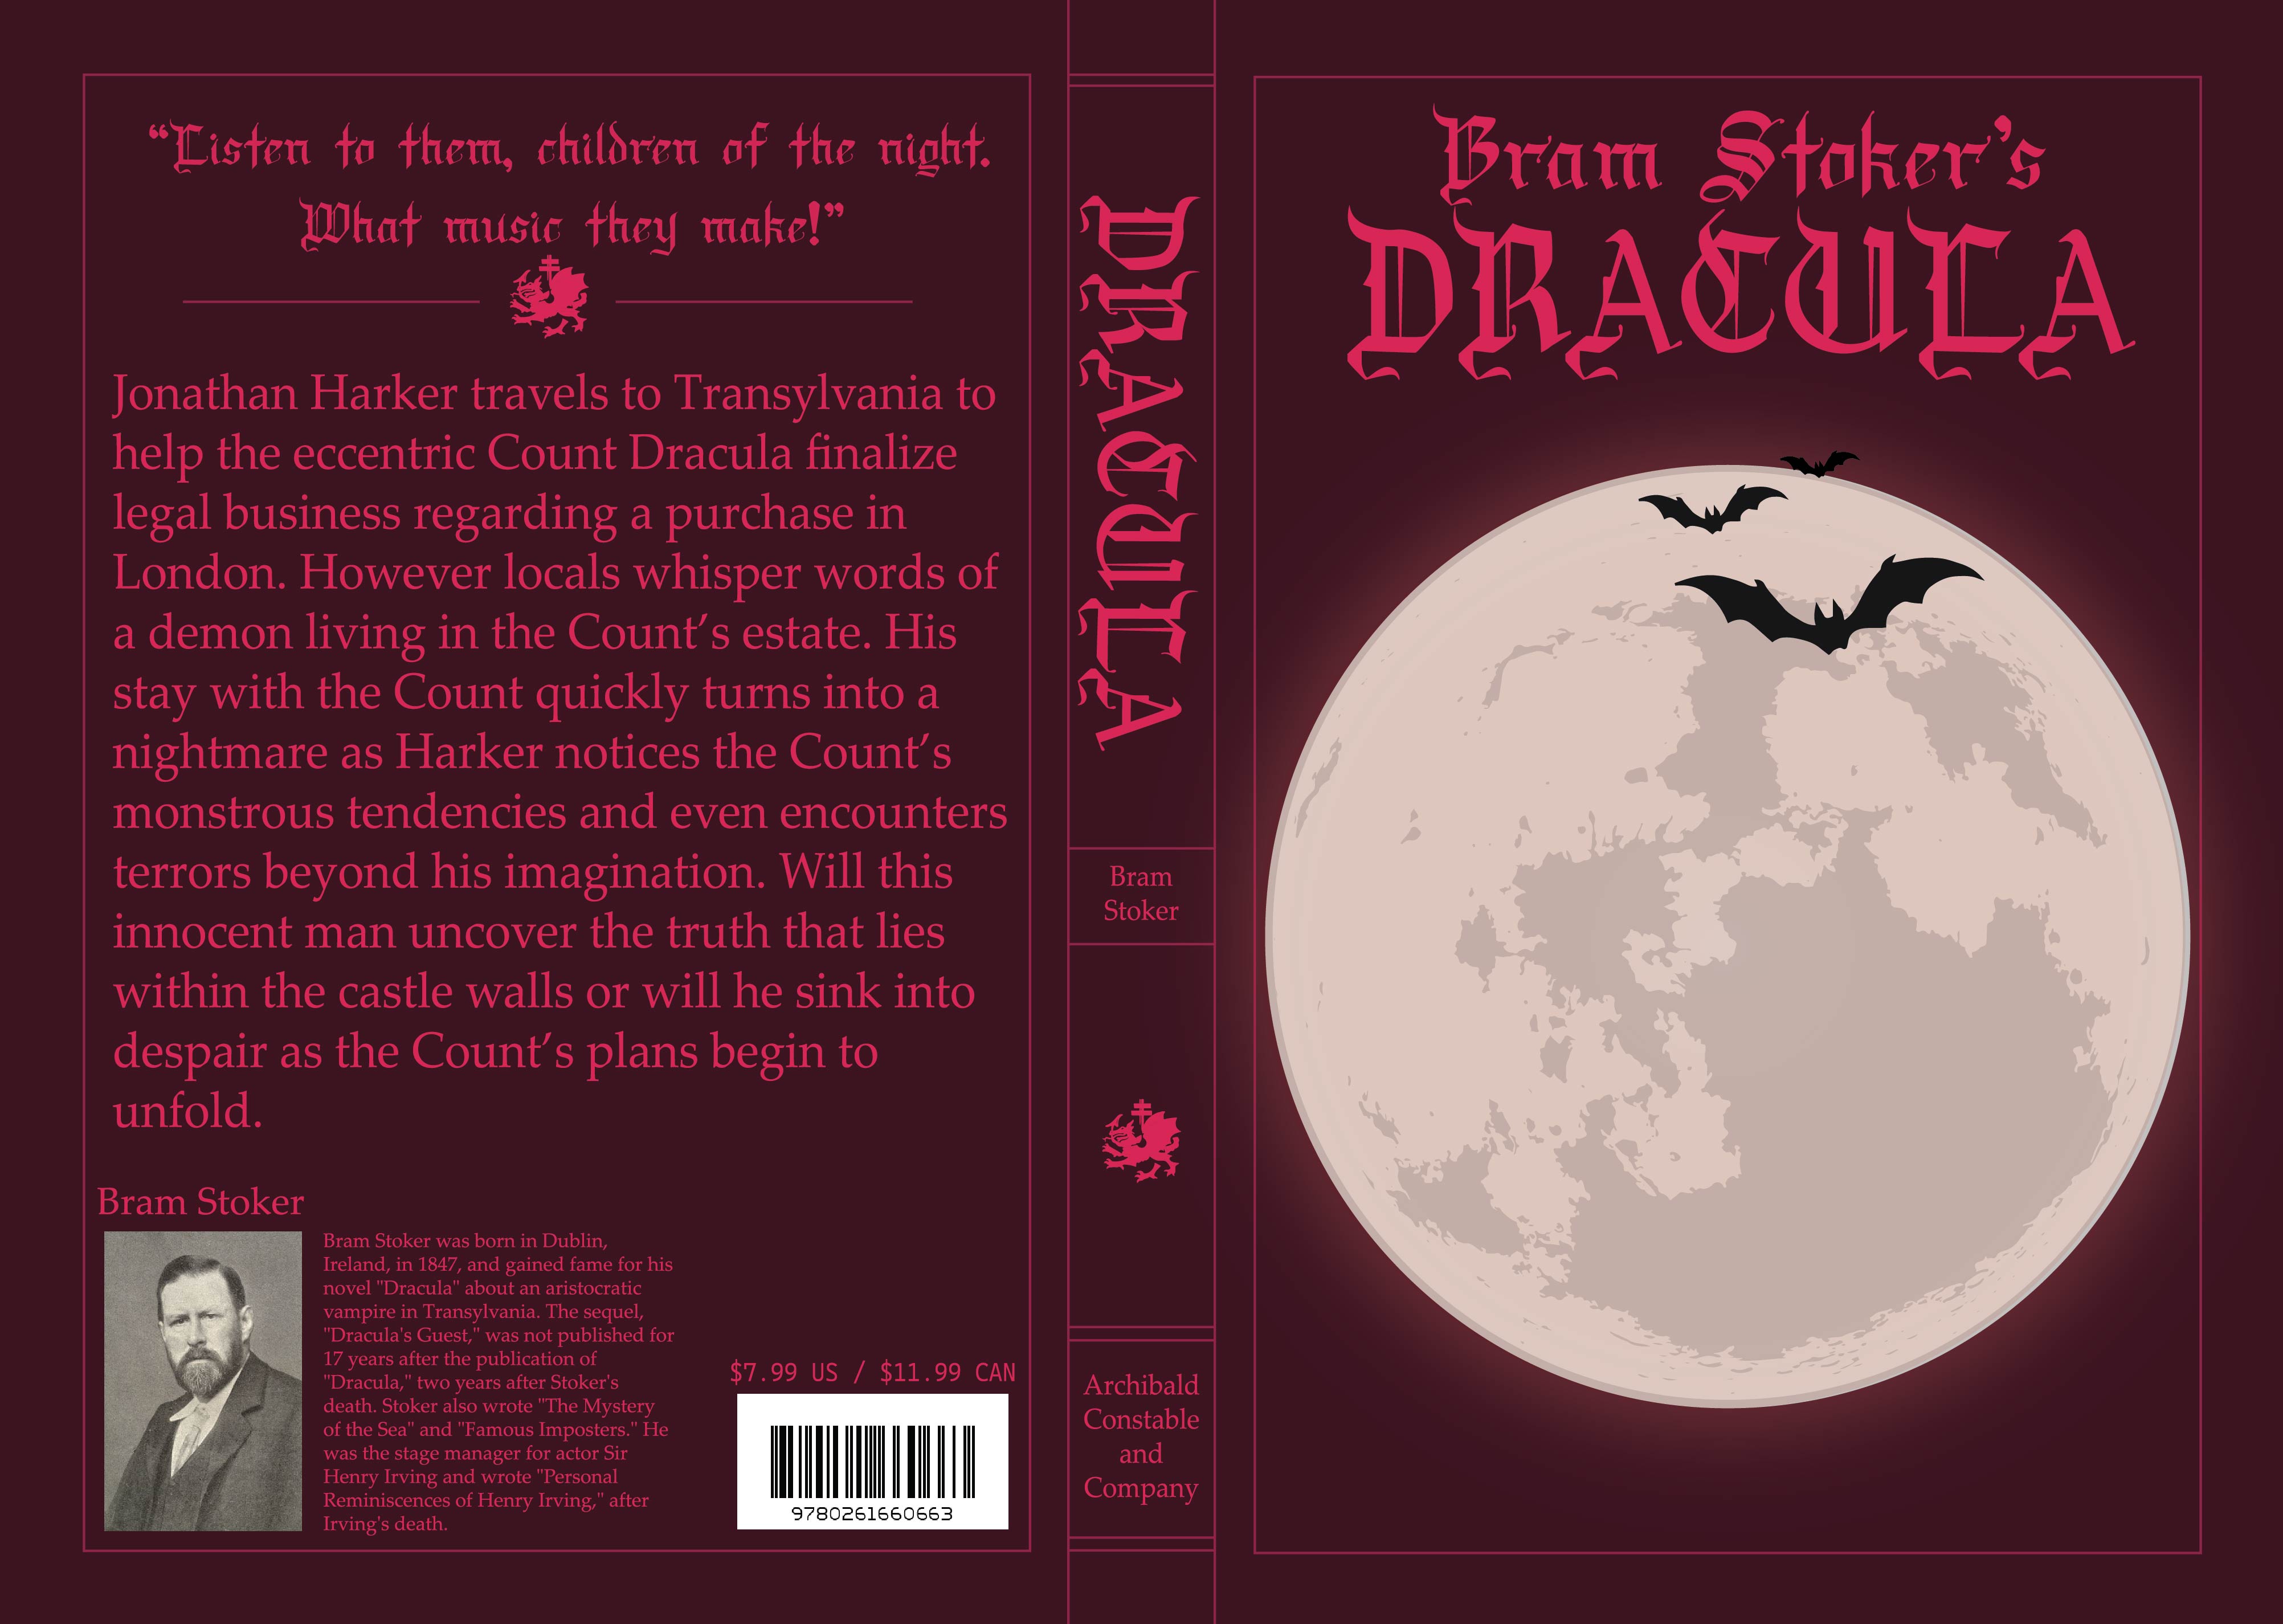 “Listen to them, children of the night.
What music they make!”
Jonathan Harker travels to Transylvania to
help the eccentric Count Dracula finalize
legal business regarding a purchase in
London. However locals whisper words of
a demon living in the Count’s estate. His
stay with the Count quickly turns into a
nightmare as Harker notices the Count’s
monstrous tendencies and even encounters
terrors beyond his imagination. Will this
innocent man uncover the truth that lies
within the castle walls or will he sink into
despair as the Count’s plans begin to
unfold.
Bram Stoker
Bram Stoker was born in Dublin,
Ireland, in 1847, and gained fame for his
novel "Dracula" about an aristocratic
vampire in Transylvania. The sequel,
"Dracula's Guest," was not published for
17 years after the publication of
"Dracula," two years after Stoker's
death. Stoker also wrote "The Mystery
of the Sea" and "Famous Imposters." He
was the stage manager for actor Sir
Henry Irving and wrote "Personal
Reminiscences of Henry Irving," after
Irving's death.
$7.99 US / $11.99 CAN
9780261660663
DRACULA
Bram
Stoker
Archibald
Constable
and
Company
Bram Stoker’s
DRACULA